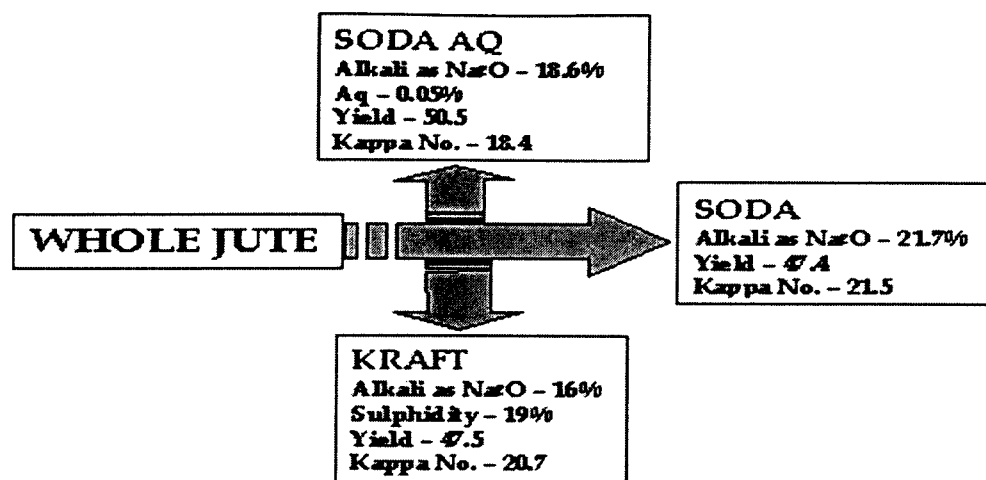 SODA AQ
Alkali as Na2O – 18.6%
Aq – 0.05%
Yield – 50.5
Kappa No. – 18.4
WHOLE JUTE
SODA
Alkali as Na2O – 21.7%
Yield – 47.4
Kappa No. – 21.5
KRAFT
Alkali as Na2O – 16%
Sulphidity – 19%
Yield – 47.5
Kappa No. – 20.7